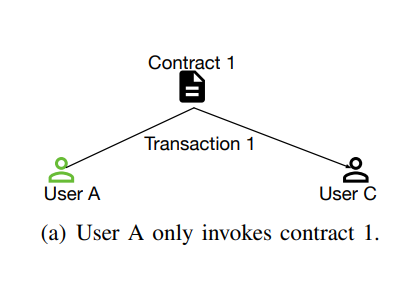 Contract 1
Transaction 1
User A
User C
(a) User A only invokes contract 1.